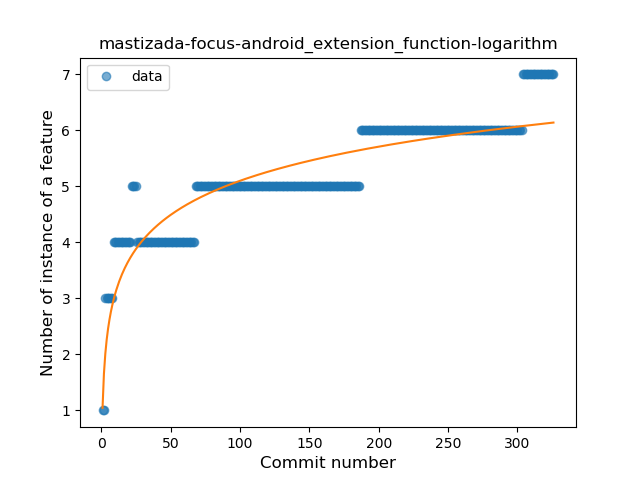 mastizada-focus-android_extension_function-logarithm
data
7
6
5
4
3
2
1
Number of instance of a feature
0 50 100 150 200 250 300
Commit number